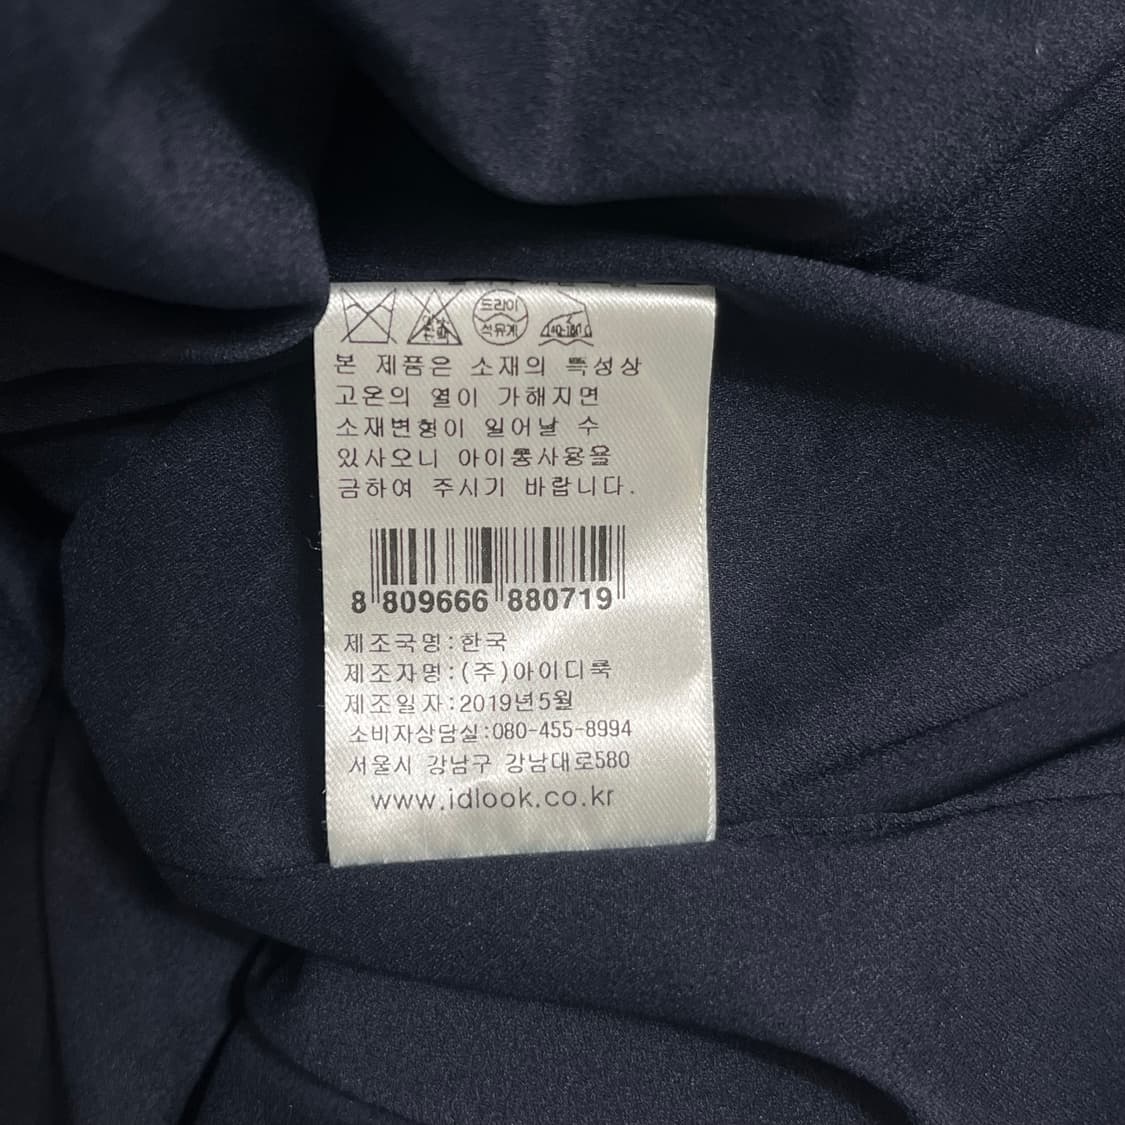 드라이
석유계
140~160℃
본 제품은 소재의 특성상
고온의 열이 가해지면
소재변형이 일어날 수
있사오니 아이롱사용을
금하여 주시기 바랍니다.
8 809666 880719
제조국명:한국
제조자명:(주)아이디룩
제조일자:2019년5월
소비자상담실:080-455-8994
서울시 강남구 강남대로580
www.idlook.co.kr